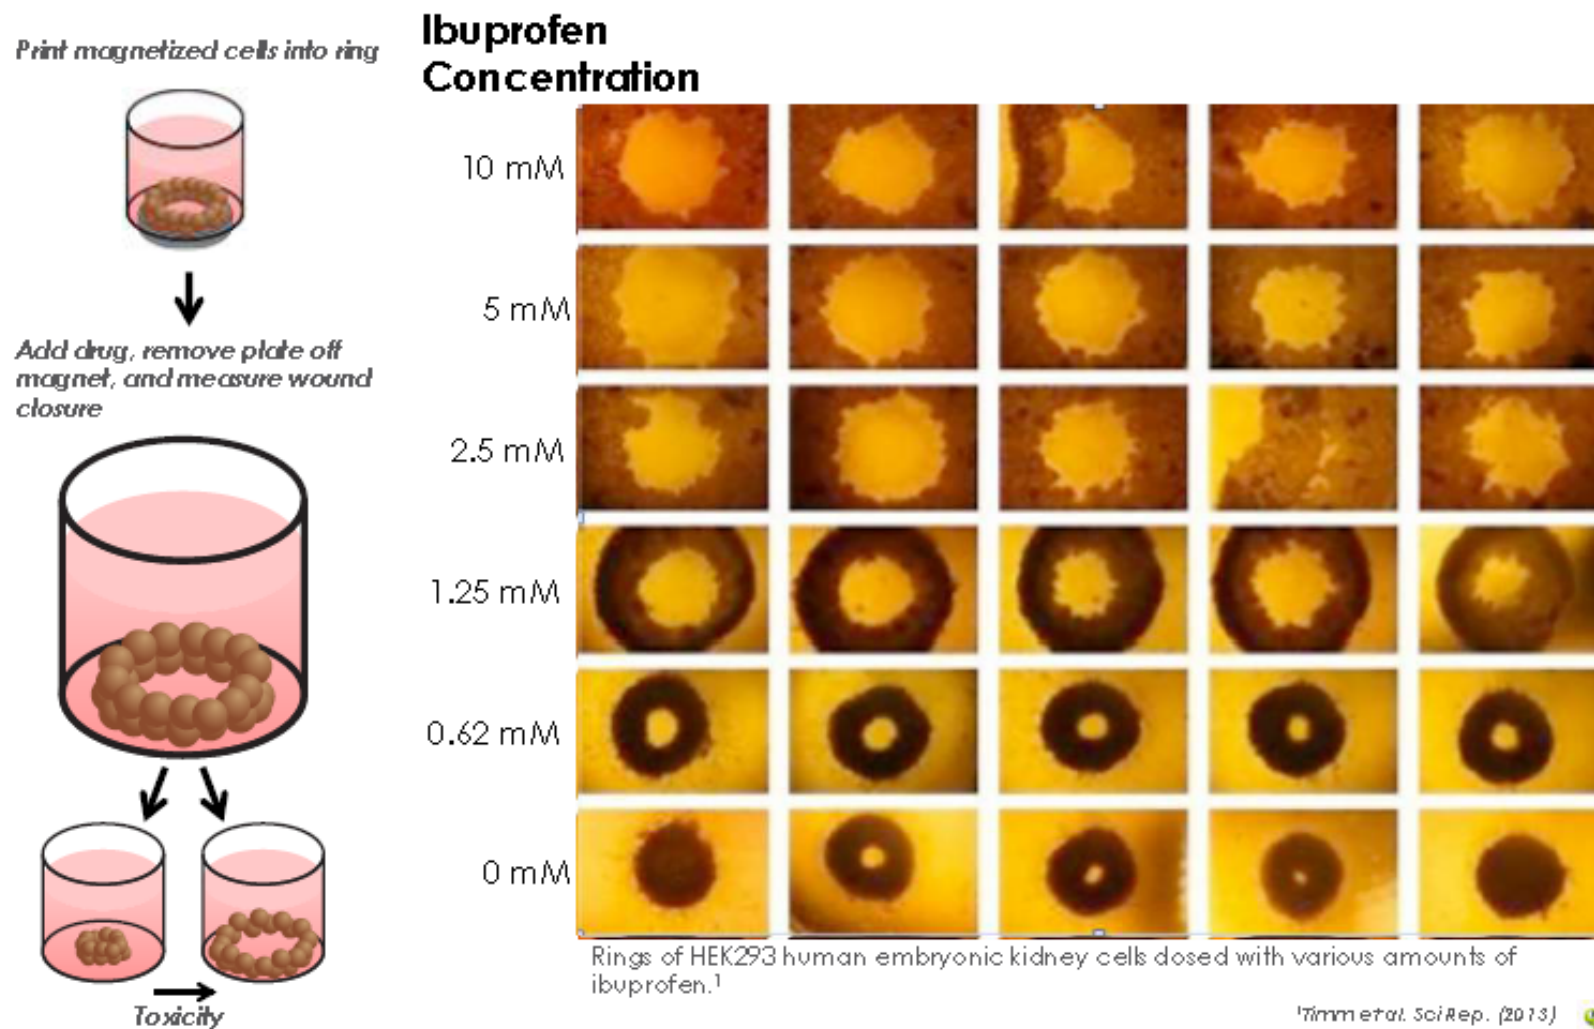 Print magnetized cells into ring
Add drug, remove plate off
magnet, and measure wound
closure
Toxicity
Ibuprofen
Concentration
10 mM
5 mM
2.5 mM
1.25 mM
0.62 mM
0 mM
Rings of HEK293 human embryonic kidney cells dosed with various amounts of
ibuprofen.¹
¹Timm et al. Sci Rep. (2013)